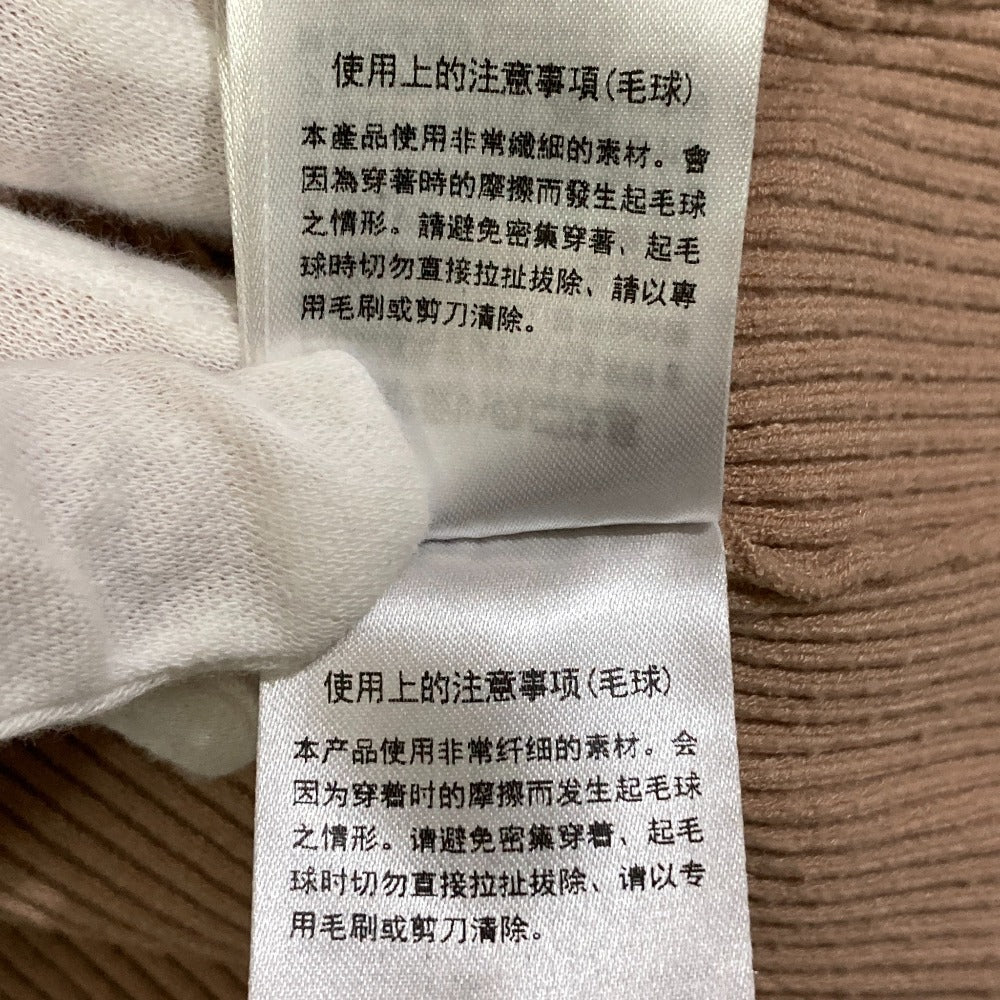 使用上的注意事項(毛球)
本產品使用非常纖細的素材。會
因為穿著時的摩擦而發生起毛球
之情形。請避免密集穿著、起毛
球時切勿直接拉扯拔除、請以專
用毛刷或剪刀清除。
使用上的注意事项(毛球)
本产品使用非常纤细的素材。会
因为穿着时的摩擦而发生起毛球
之情形。请避免密集穿着、起毛
球时切勿直接拉扯拔除、请以专
用毛刷或剪刀清除。